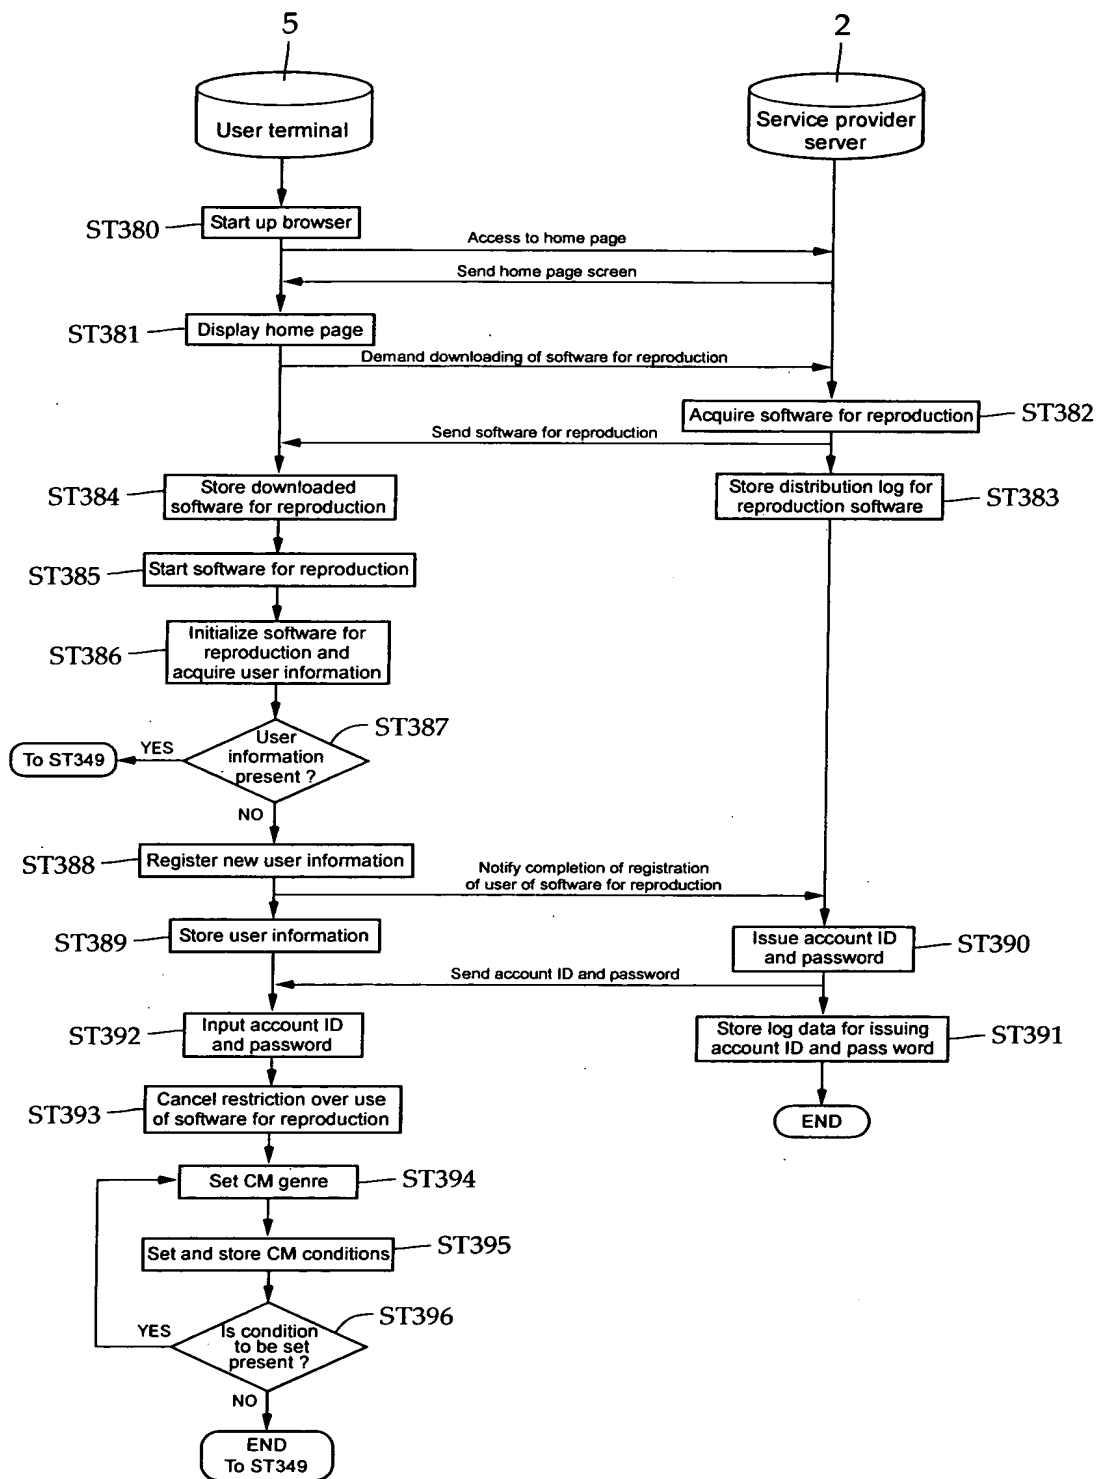 5
2
User terminal
Service provider
server
ST380
Start up browser
Access to home page
Send home page screen
ST381
Display home page
Demand downloading of software for reproduction
Acquire software for reproduction
ST382
Send software for reproduction
ST384
Store downloaded
software for reproduction
Store distribution log for
reproduction software
ST383
ST385
Start software for reproduction
ST386
Initialize software for
reproduction and
acquire user information
ST387
User
information
present ?
YES
To ST349
NO
ST388
Register new user information
Notify completion of registration
of user of software for reproduction
ST389
Store user information
Issue account ID
and password
ST390
Send account ID and password
ST392
Input account ID
and password
Store log data for issuing
account ID and pass word
ST391
ST393
Cancel restriction over use
of software for reproduction
END
Set CM genre
ST394
Set and store CM conditions
ST395
ST396
YES
Is condition
to be set
present ?
NO
END
To ST349